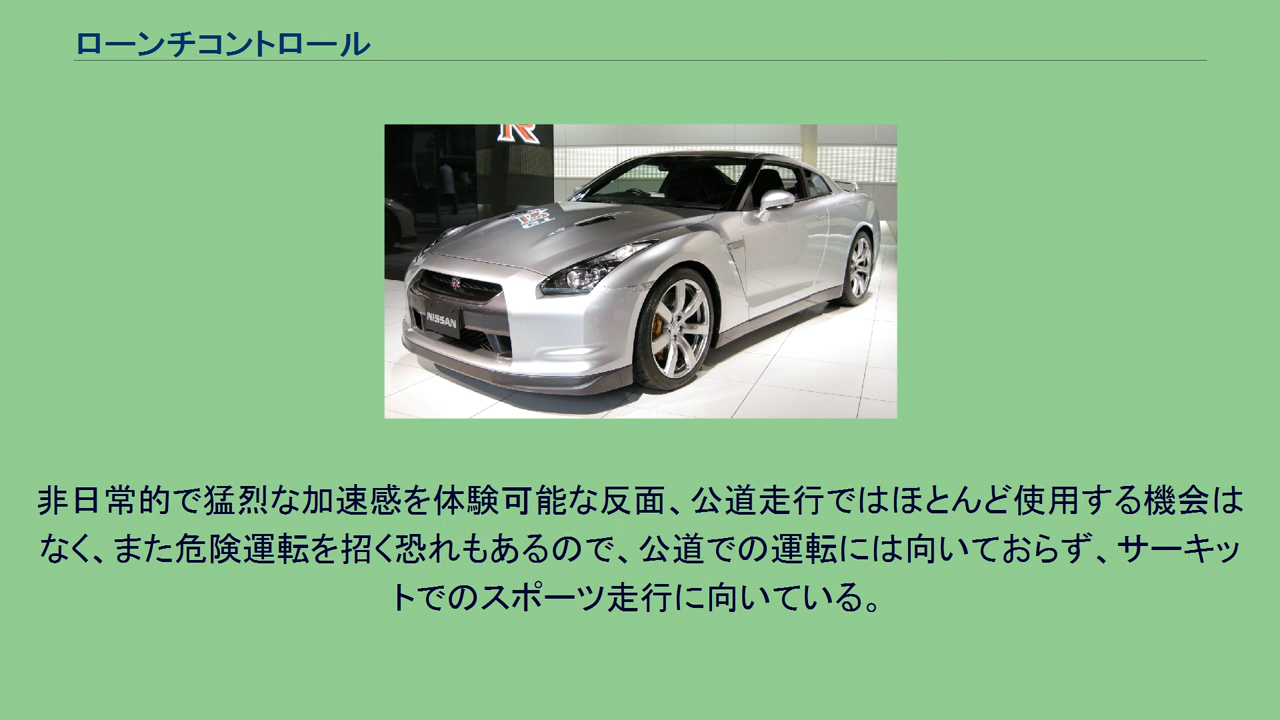 ローンチコントロール
R
NISSAN
非日常的で猛烈な加速感を体験可能な反面、公道走行ではほとんど使用する機会は
なく、また危険運転を招く恐れもあるので、公道での運転には向いておらず、サーキッ
トでのスポーツ走行に向いている。